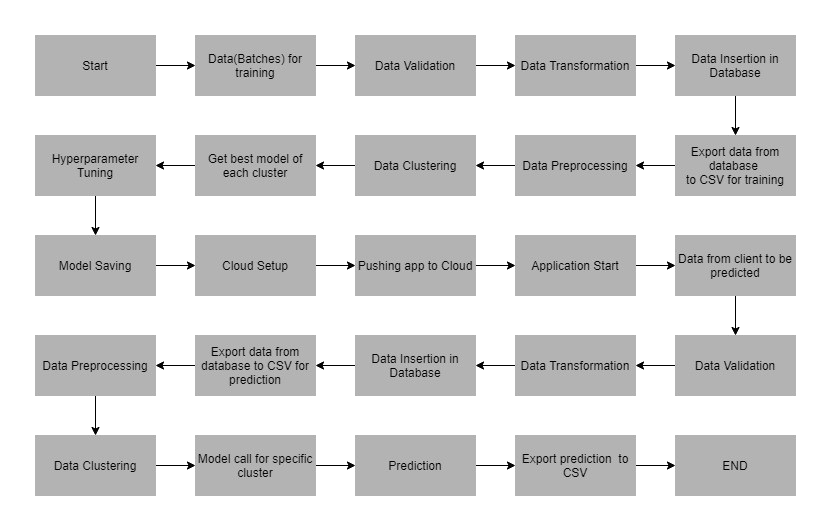 Start
Data(Batches) for
training
Data Validation
Data Transformation
Data Insertion in
Database
Hyperparameter
Tuning
Get best model of
each cluster
Data Clustering
Data Preprocessing
Export data from
database
to CSV for training
Model Saving
Cloud Setup
Pushing app to Cloud
Application Start
Data from client to be
predicted
Data Preprocessing
Export data from
database to CSV for
prediction
Data Insertion in
Database
Data Transformation
Data Validation
Data Clustering
Model call for specific
cluster
Prediction
Export prediction to
CSV
END